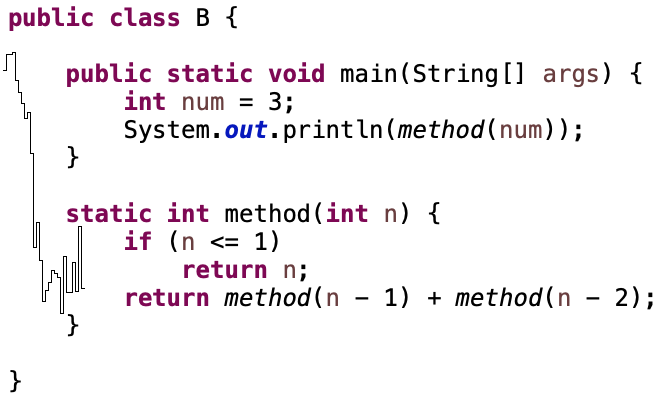 public class B {
public static void main(String[] args) {
int num = 3;
System.out.println(method(num));
}
static int method(int n) {
if (n <= 1)
return n;
return method(n - 1) + method(n - 2);
}
}